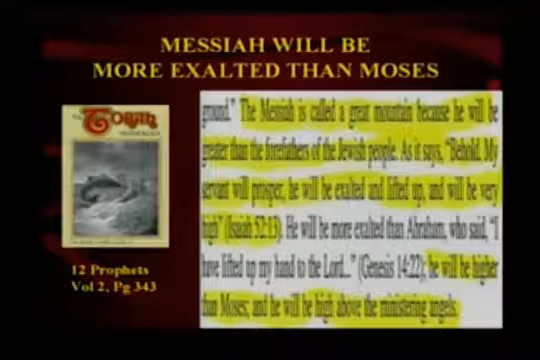 MESSIAH WILL BE
MORE EXALTED THAN MOSES
The TORAH
ANTHOLOGY
12 Prophets
Vol 2, Pg 343
ground." The Messiah is called a great mountain because he will be
greater than the forefathers of the Jewish people. As it says, "Behold, My
servant will prosper, he will be exalted and lifted up, and will be very
high" (Isaiah 52:13). He will be more exalted than Abraham, who said, "I
have lifted up my hand to the Lord..." (Genesis 14:22); he will be higher
than Moses, and he will be high above the ministering angels.